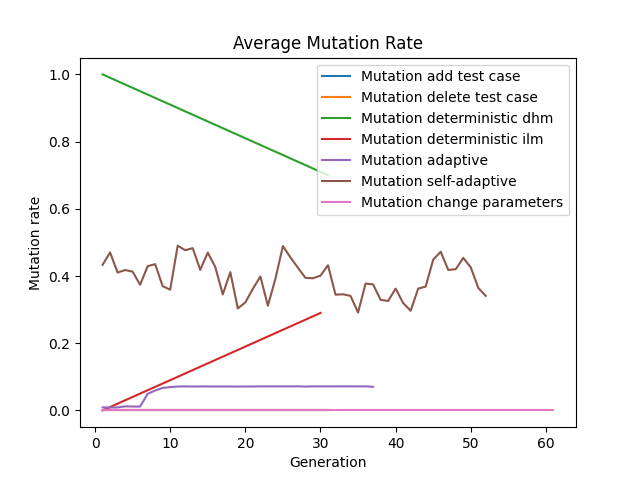 Average Mutation Rate
Mutation add test case
Mutation delete test case
Mutation deterministic dhm
Mutation deterministic ilm
Mutation adaptive
Mutation self-adaptive
Mutation change parameters
Mutation rate
1.0
0.8
0.6
0.4
0.2
0.0
0 10 20 30 40 50 60
Generation